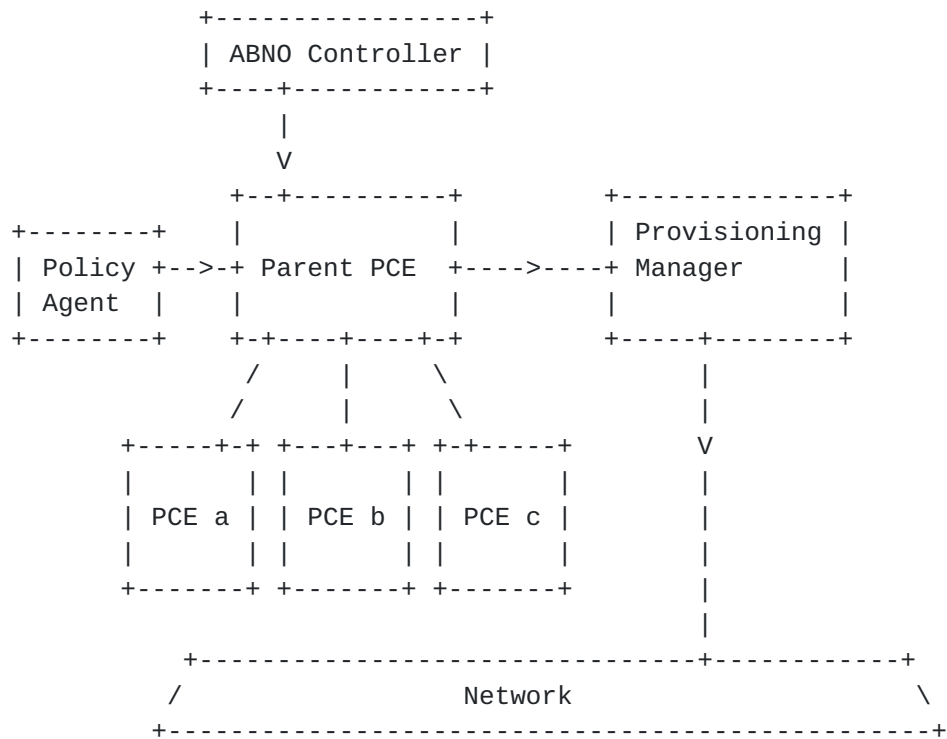 ABNO Controller
Provisioning
Policy Parent PCE Manager
Agent
PCE a PCE b PCE c
Network